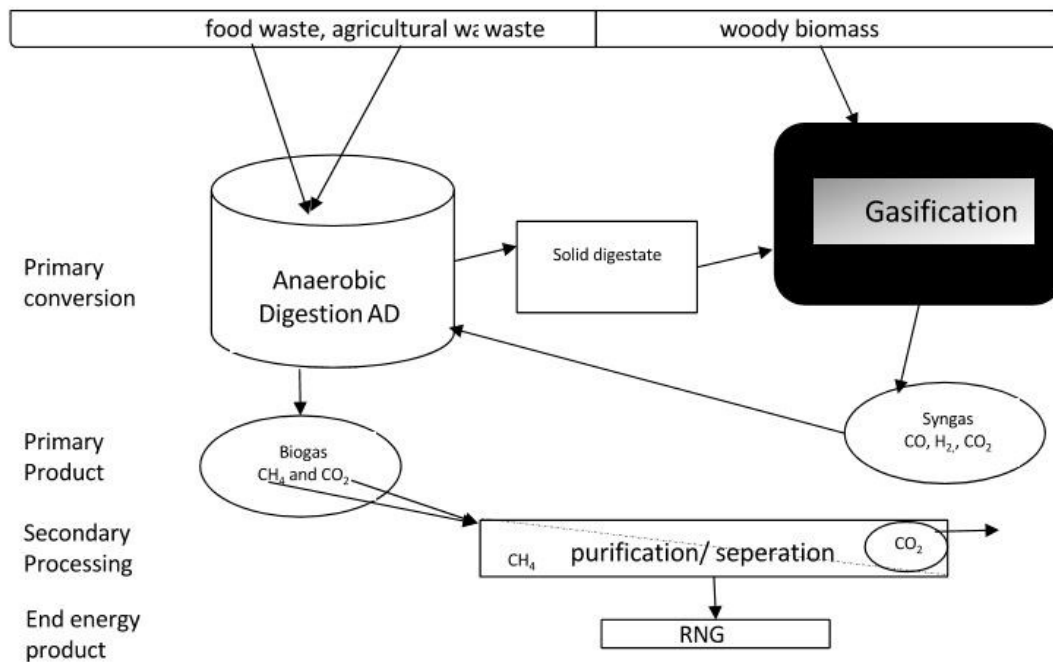 food waste, agricultural wa waste
woody biomass
Gasification
Solid digestate
Primary
conversion
Anaerobic
Digestion AD
Syngas
CO, H₂, CO₂
Primary
Product
Biogas
CH₄ and CO₂
Secondary
Processing
CH₄
purification/ seperation
CO₂
End energy
product
RNG